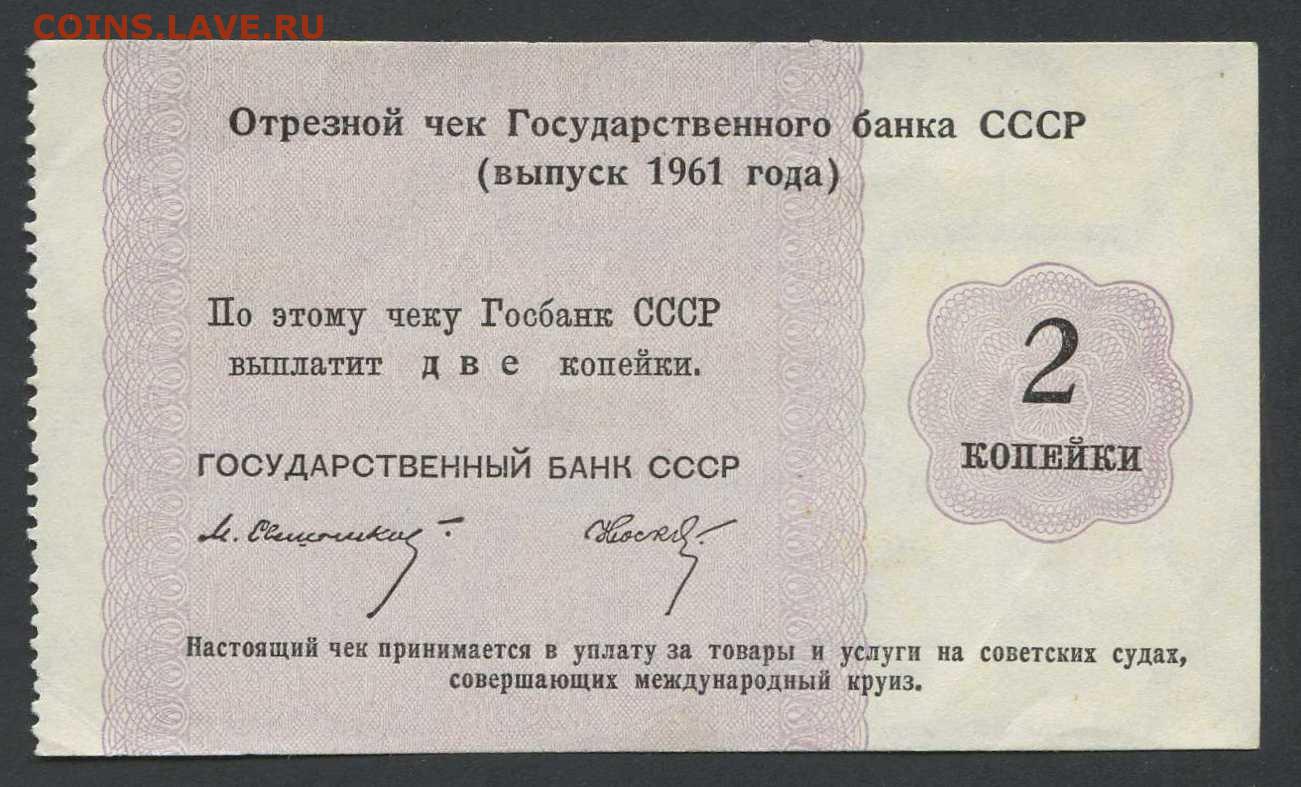 COINS.LAVE.RU
Отрезной чек Государственного банка СССР
(выпуск 1961 года)
По этому чеку Госбанк СССР
выплатит две копейки.
2
КОПЕЙКИ
ГОСУДАРСТВЕННЫЙ БАНК СССР
Настоящий чек принимается в уплату за товары и услуги на советских судах,
совершающих международный круиз.